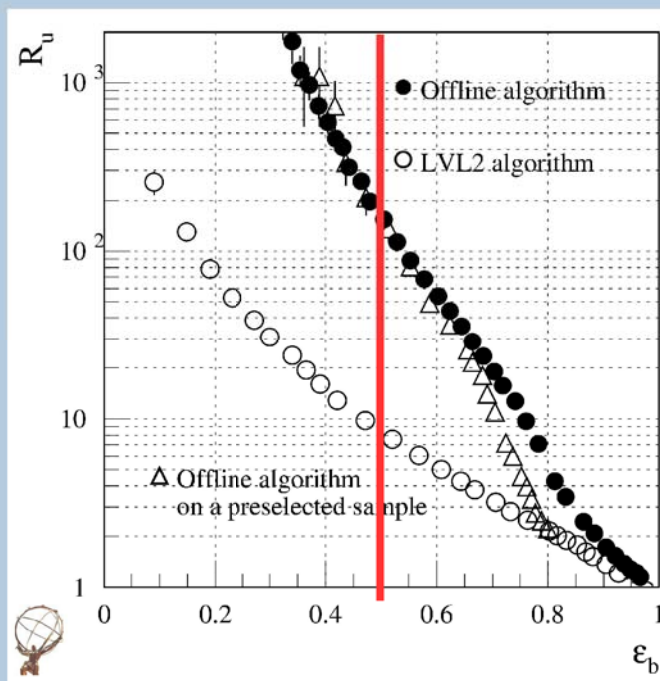 R_u
10^3
● Offline algorithm
○ LVL2 algorithm
10^2
10
△ Offline algorithm
on a preselected sample
1
0 0.2 0.4 0.6 0.8 1
ε_b